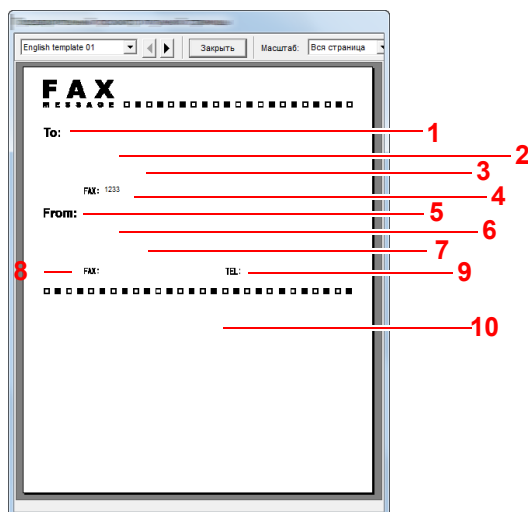 English template 01 Закрыть Масштаб: Вся страница
FAX
MESSAGE
To: 1
2
3
FAX: 1233 4
From: 5
6
7
8 FAX: TEL: 9
10